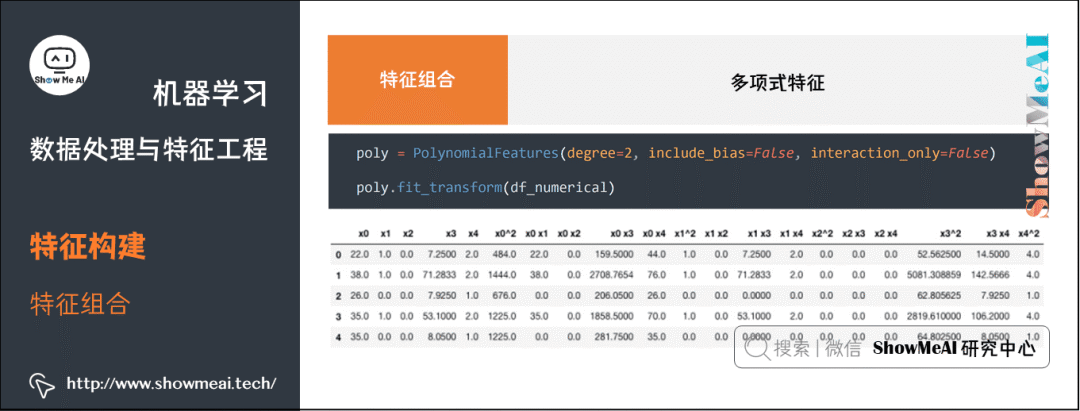 AI
Show Me AI
机器学习
数据处理与特征工程
特征构建
特征组合
http://www.showmeai.tech/
特征组合
多项式特征
ShowMeAI
poly = PolynomialFeatures(degree=2, include_bias=False, interaction_only=False)
poly.fit_transform(df_numerical)
x0 x1 x2 x3 x4 x0^2 x0 x1 x0 x2 x0 x3 x0 x4 x1^2 x1 x2 x1 x3 x1 x4 x2^2 x2 x3 x2 x4 x3^2 x3 x4 x4^2
0 22.0 1.0 0.0 7.2500 2.0 484.0 22.0 0.0 159.5000 44.0 1.0 0.0 7.2500 2.0 0.0 0.0 0.0 52.562500 14.5000 4.0
1 38.0 1.0 0.0 71.2833 2.0 1444.0 38.0 0.0 2708.7654 76.0 1.0 0.0 71.2833 2.0 0.0 0.0 0.0 5081.308859 142.5666 4.0
2 26.0 0.0 0.0 7.9250 1.0 676.0 0.0 0.0 206.0500 26.0 0.0 0.0 0.0000 0.0 0.0 0.0 0.0 62.805625 7.9250 1.0
3 35.0 1.0 0.0 53.1000 2.0 1225.0 35.0 0.0 1858.5000 70.0 1.0 0.0 53.1000 2.0 0.0 0.0 0.0 2819.610000 106.2000 4.0
4 35.0 0.0 0.0 8.0500 1.0 1225.0 0.0 0.0 281.7500 35.0 0.0 0.0 0.0000 0.0 0.0 0.0 0.0 64.802500 8.0500 1.0
搜索 | 微信 ShowMeAI 研究中心